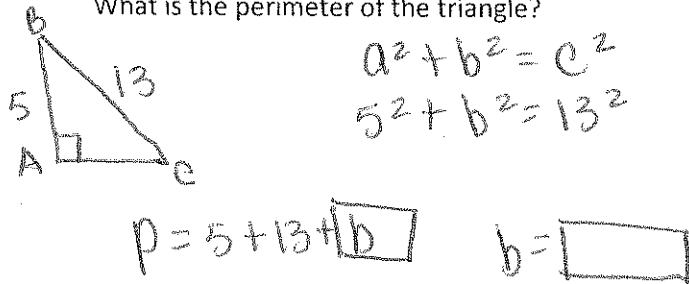 What is the perimeter of the triangle?
B
a² + b² = c²
13
5
5² + b² = 13²
A
C
p = 5 + 13 + b
b =